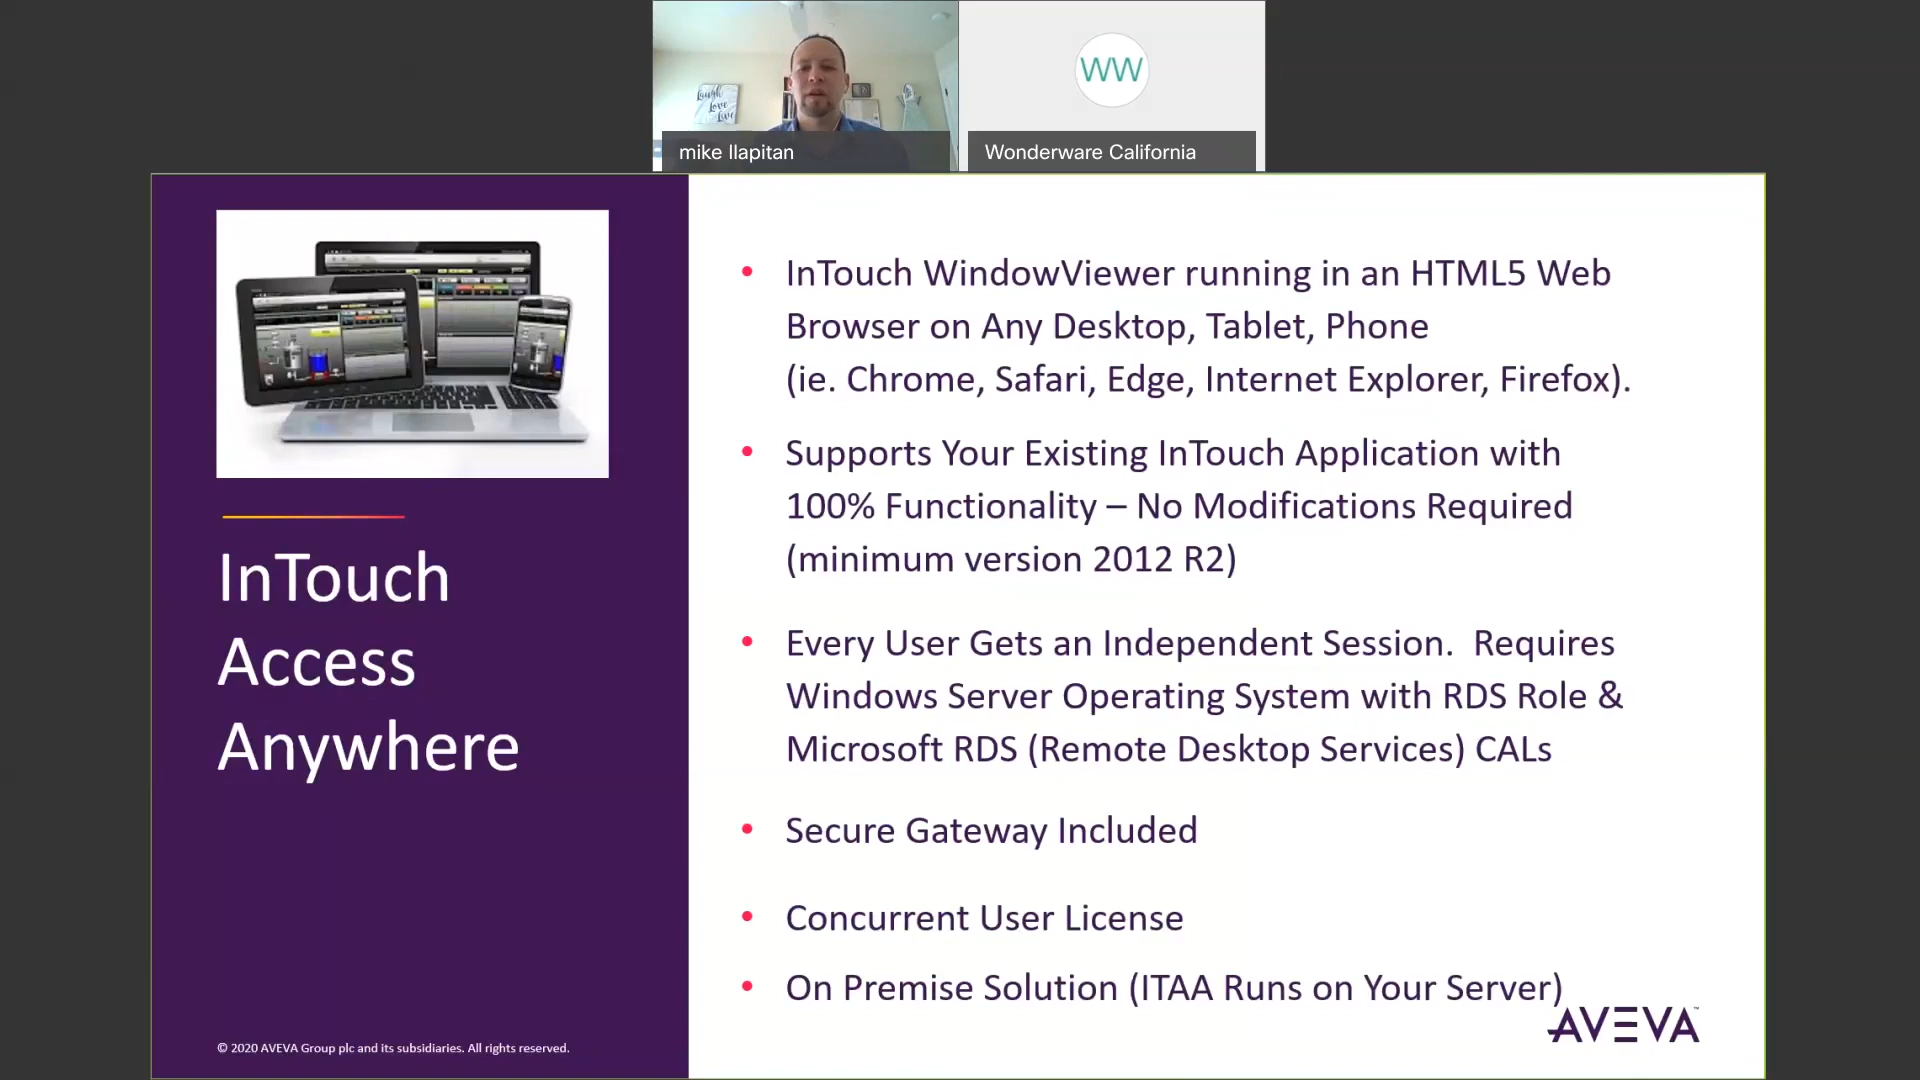 Laugh
Love
Live
WW
mike llapitan
Wonderware California
InTouch
Access
Anywhere
© 2020 AVEVA Group plc and its subsidiaries. All rights reserved.
• InTouch WindowViewer running in an HTML5 Web
Browser on Any Desktop, Tablet, Phone
(ie. Chrome, Safari, Edge, Internet Explorer, Firefox).
• Supports Your Existing InTouch Application with
100% Functionality – No Modifications Required
(minimum version 2012 R2)
• Every User Gets an Independent Session. Requires
Windows Server Operating System with RDS Role &
Microsoft RDS (Remote Desktop Services) CALs
• Secure Gateway Included
• Concurrent User License
• On Premise Solution (ITAA Runs on Your Server)
AVEVA™